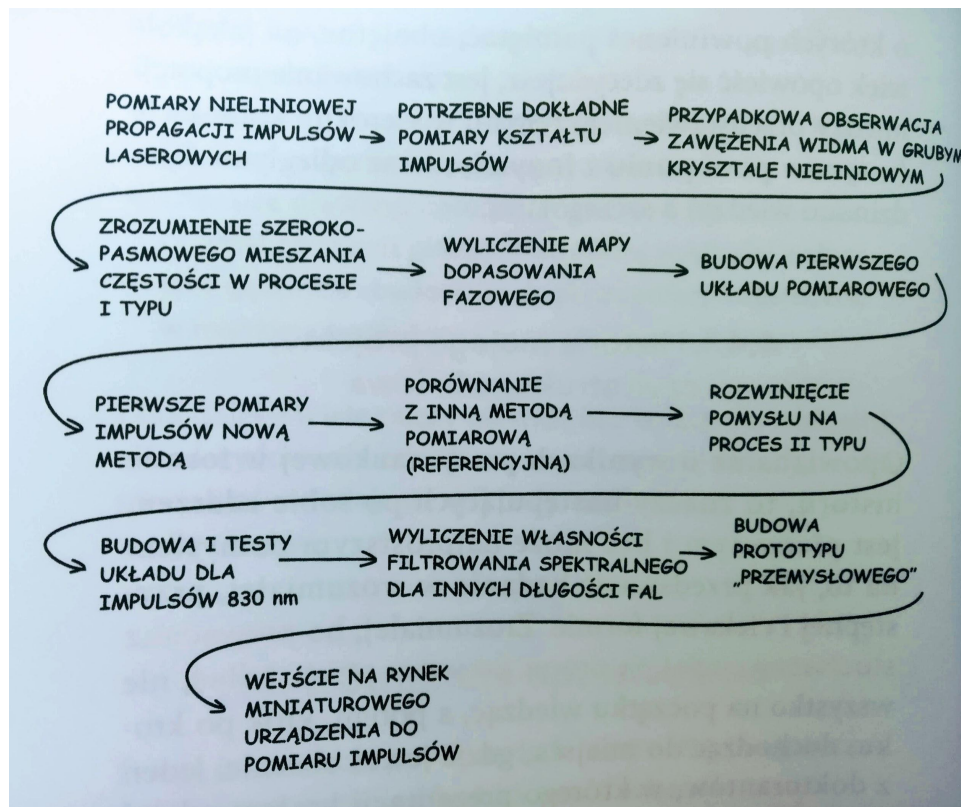 POMIARY NIELINIOWEJ
PROPAGACJI IMPULSÓW
LASEROWYCH
POTRZEBNE DOKŁADNE
POMIARY KSZTAŁTU
IMPULSÓW
PRZYPADKOWA OBSERWACJA
ZAWĘŻENIA WIDMA W GRUBYM
KRYSZTALE NIELINIOWYM
ZROZUMIENIE SZEROKO-
PASMOWEGO MIESZANIA
CZĘSTOŚCI W PROCESIE
I TYPU
WYLICZENIE MAPY
DOPASOWANIA
FAZOWEGO
BUDOWA PIERWSZEGO
UKŁADU POMIAROWEGO
PIERWSZE POMIARY
IMPULSÓW NOWĄ
METODĄ
PORÓWNANIE
Z INNĄ METODĄ
POMIAROWĄ
(REFERENCYJNĄ)
ROZWINIĘCIE
POMYSŁU NA
PROCES II TYPU
BUDOWA I TESTY
UKŁADU DLA
IMPULSÓW 830 nm
WYLICZENIE WŁASNOŚCI
FILTROWANIA SPEKTRALNEGO
DLA INNYCH DŁUGOŚCI FAL
BUDOWA
PROTOTYPU
„PRZEMYSŁOWEGO”
WEJŚCIE NA RYNEK
MINIATUROWEGO
URZĄDZENIA DO
POMIARU IMPULSÓW